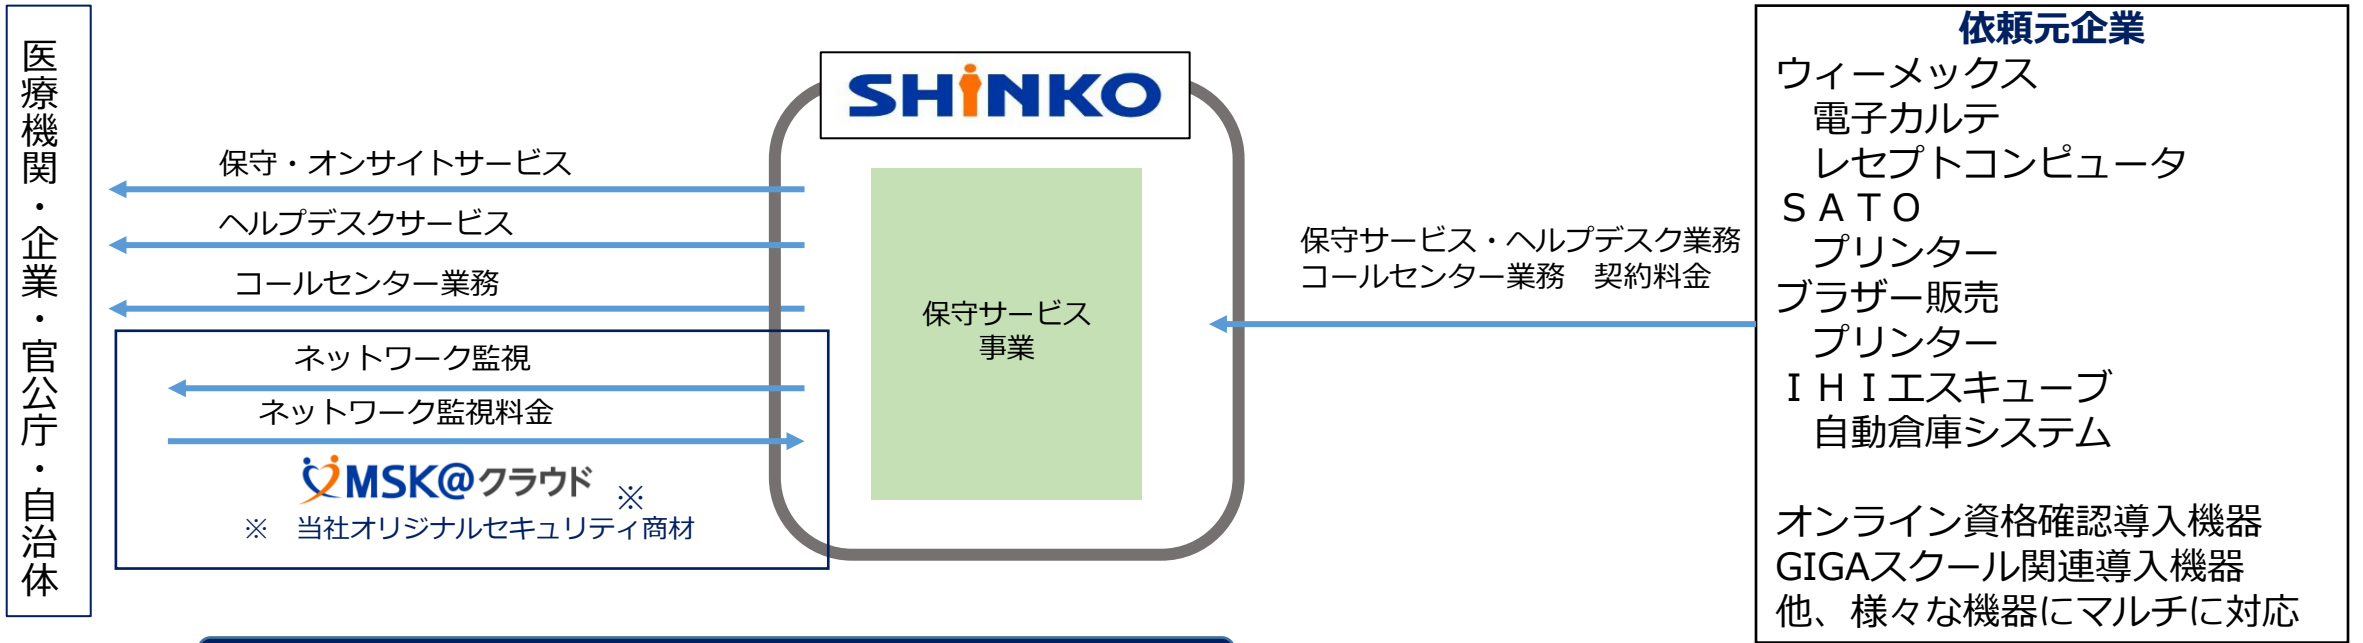 医療機関・企業・官公庁・自治体
SHiNKO
保守・オンサイトサービス
ヘルプデスクサービス
コールセンター業務
ネットワーク監視
ネットワーク監視料金
MSK@クラウド ※
※　当社オリジナルセキュリティ商材
保守サービス
事業
保守サービス・ヘルプデスク業務
コールセンター業務　契約料金
依頼元企業
ウィーメックス
　電子カルテ
　レセプトコンピュータ
ＳＡＴＯ
　プリンター
ブラザー販売
　プリンター
ＩＨＩエスキューブ
　自動倉庫システム
オンライン資格確認導入機器
GIGAスクール関連導入機器
他、様々な機器にマルチに対応